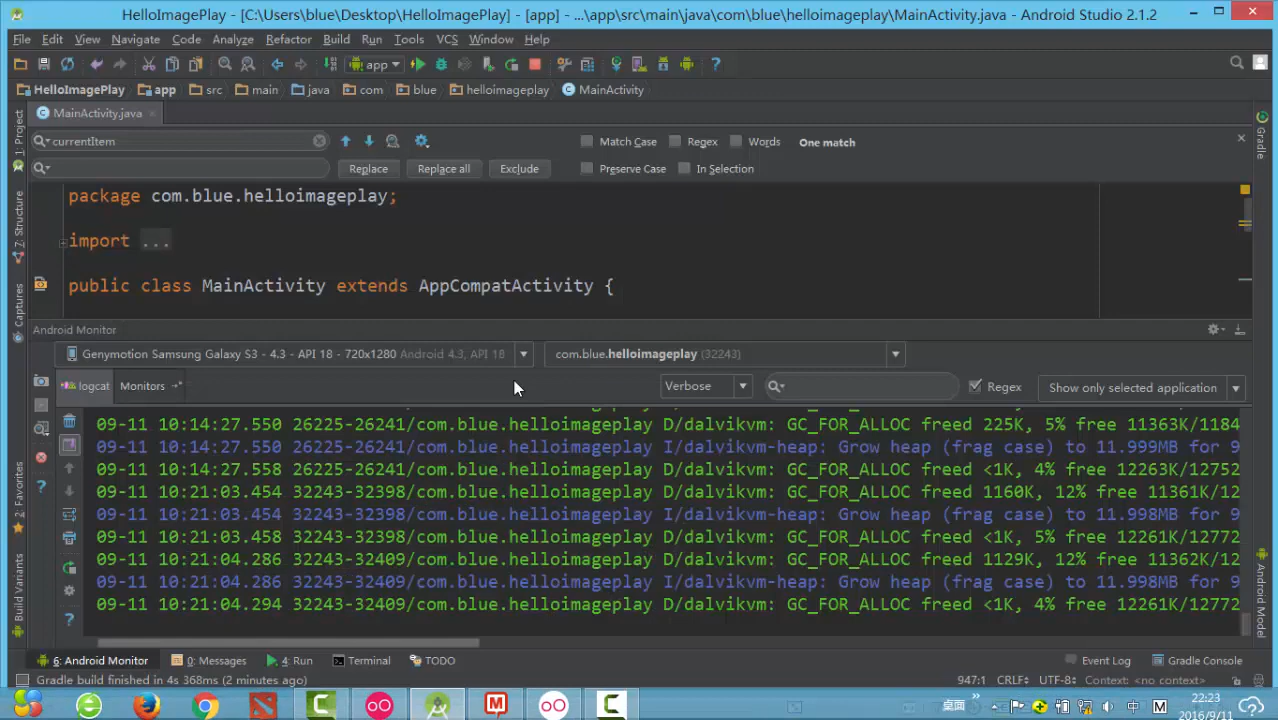 HelloImagePlay - [C:\Users\blue\Desktop\HelloImagePlay] - [app] - ...\app\src\main\java\com\blue\helloimageplay\MainActivity.java - Android Studio 2.1.2
File Edit View Navigate Code Analyze Refactor Build Run Tools VCS Window Help
app
HelloImagePlay app src main java com blue helloimageplay MainActivity
MainActivity.java
currentItem Match Case Regex Words One match
Replace Replace all Exclude Preserve Case In Selection
package com.blue.helloimageplay;
import ...
public class MainActivity extends AppCompatActivity {
Android Monitor
Genymotion Samsung Galaxy S3 - 4.3 - API 18 - 720x1280 Android 4.3, API 18 com.blue.helloimageplay (32243)
logcat Monitors Verbose Regex Show only selected application
09-11 10:14:27.550 26225-26241/com.blue.helloimageplay D/dalvikvm: GC_FOR_ALLOC freed 225K, 5% free 11363K/1184
09-11 10:14:27.550 26225-26241/com.blue.helloimageplay I/dalvikvm-heap: Grow heap (frag case) to 11.999MB for 9
09-11 10:14:27.558 26225-26241/com.blue.helloimageplay D/dalvikvm: GC_FOR_ALLOC freed <1K, 4% free 12263K/12752
09-11 10:21:03.454 32243-32398/com.blue.helloimageplay D/dalvikvm: GC_FOR_ALLOC freed 1160K, 12% free 11361K/12
09-11 10:21:03.454 32243-32398/com.blue.helloimageplay I/dalvikvm-heap: Grow heap (frag case) to 11.998MB for 9
09-11 10:21:03.458 32243-32398/com.blue.helloimageplay D/dalvikvm: GC_FOR_ALLOC freed <1K, 5% free 12261K/12772
09-11 10:21:04.286 32243-32409/com.blue.helloimageplay D/dalvikvm: GC_FOR_ALLOC freed 1129K, 12% free 11362K/12
09-11 10:21:04.286 32243-32409/com.blue.helloimageplay I/dalvikvm-heap: Grow heap (frag case) to 11.998MB for 9
09-11 10:21:04.294 32243-32409/com.blue.helloimageplay D/dalvikvm: GC_FOR_ALLOC freed <1K, 4% free 12261K/12772
1: Project
7: Structure
Captures
2: Favorites
Build Variants
Gradle
Android Model
6: Android Monitor 0: Messages 4: Run Terminal TODO Event Log Gradle Console
Gradle build finished in 4s 368ms (2 minutes ago) 947:1 CRLF UTF-8 Context: <no context>
桌面 22:23
2016/9/11